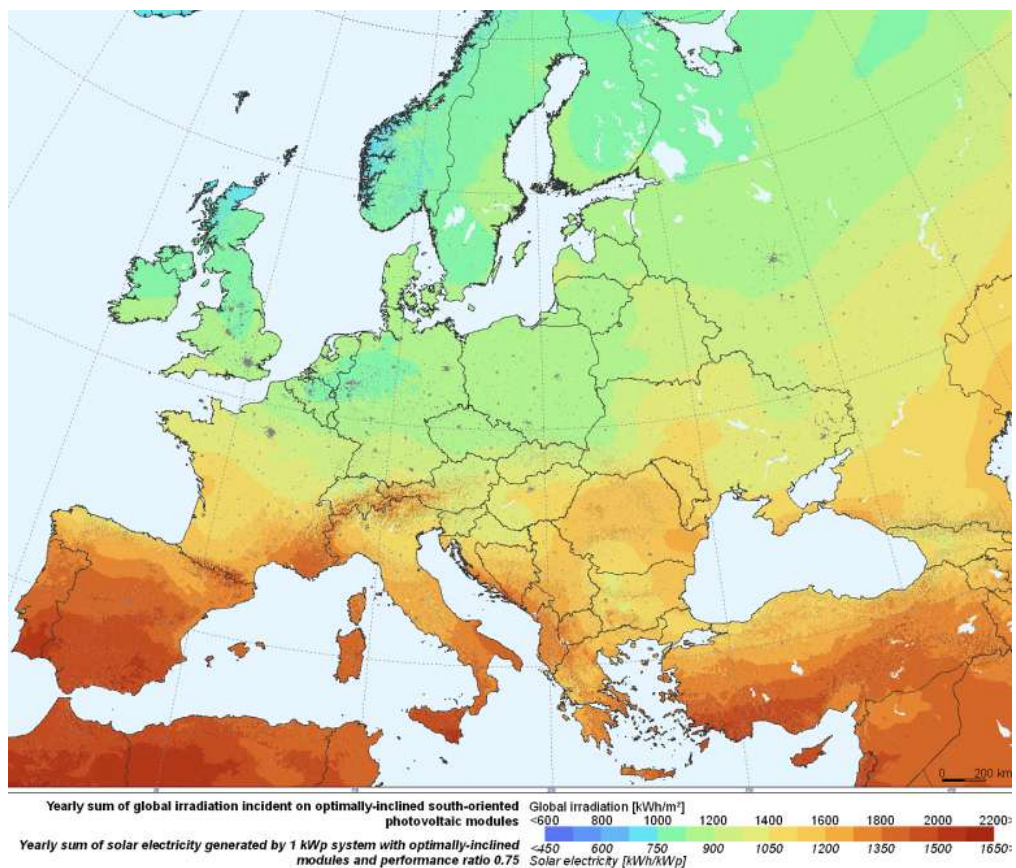 0 200 km
Yearly sum of global irradiation incident on optimally-inclined south-oriented
photovoltaic modules
Yearly sum of solar electricity generated by 1 kWp system with optimally-inclined
modules and performance ratio 0.75
Global irradiation [kWh/m²]
<600 800 1000 1200 1400 1600 1800 2000 2200>
<450 600 750 900 1050 1200 1350 1500 1650>
Solar electricity [kWh/kWp]